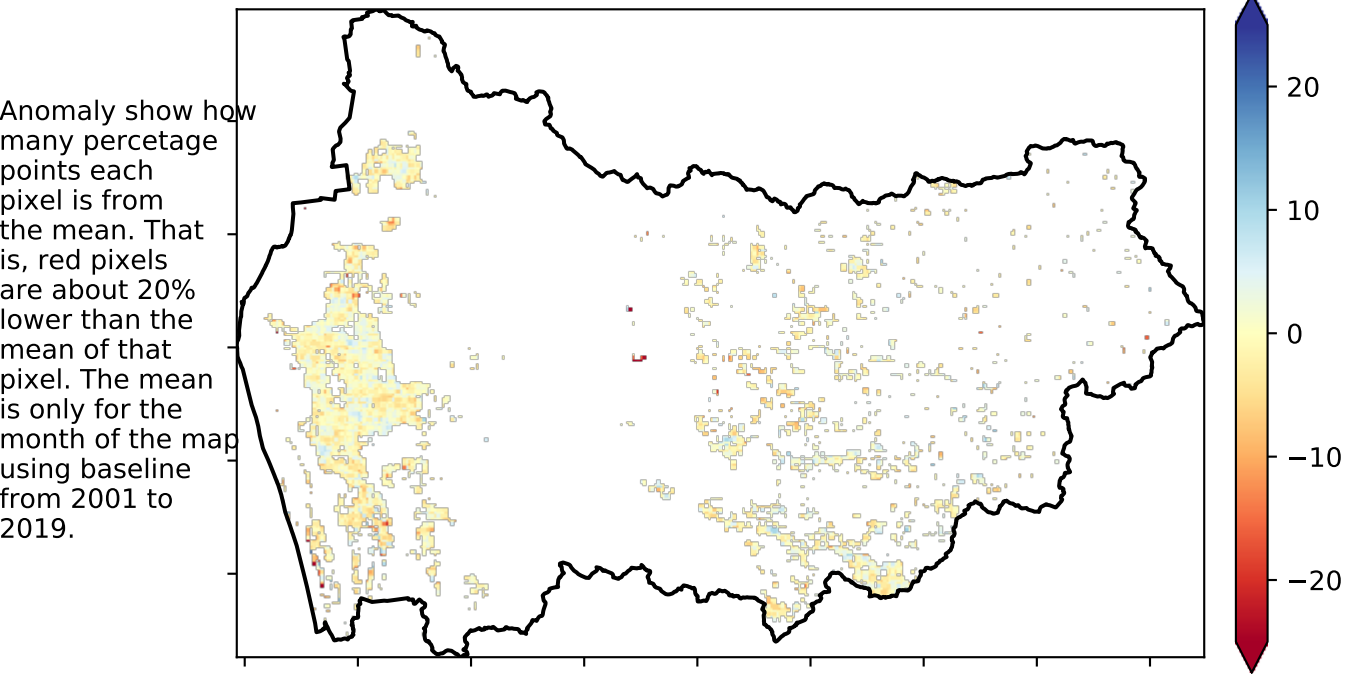 Anomaly show how
many percetage
points each
pixel is from
the mean. That
is, red pixels
are about 20%
lower than the
mean of that
pixel. The mean
is only for the
month of the map
using baseline
from 2001 to
2019.
20
10
0
−10
−20